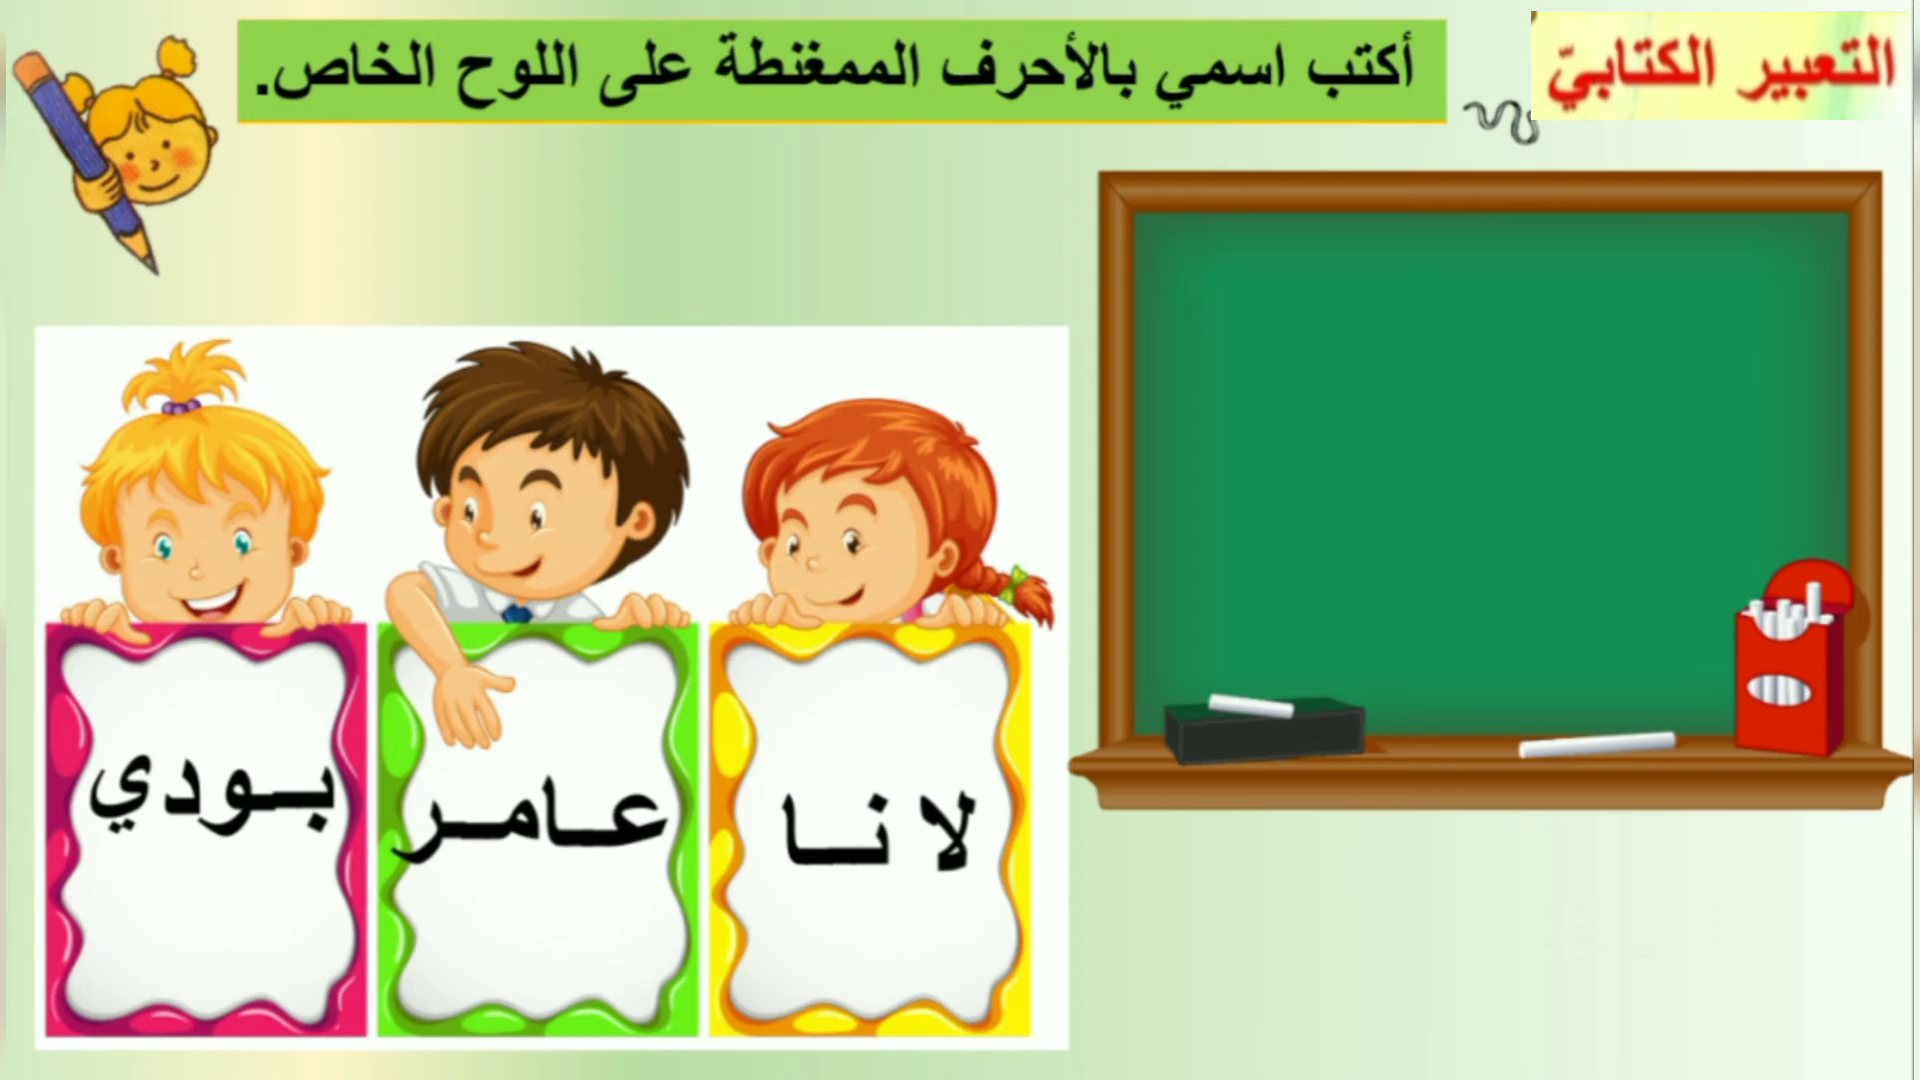 التعبير الكتابيّ
أكتب اسمي بالأحرف الممغنطة على اللوح الخاص.
لا نــا
عــامــر
بــودي